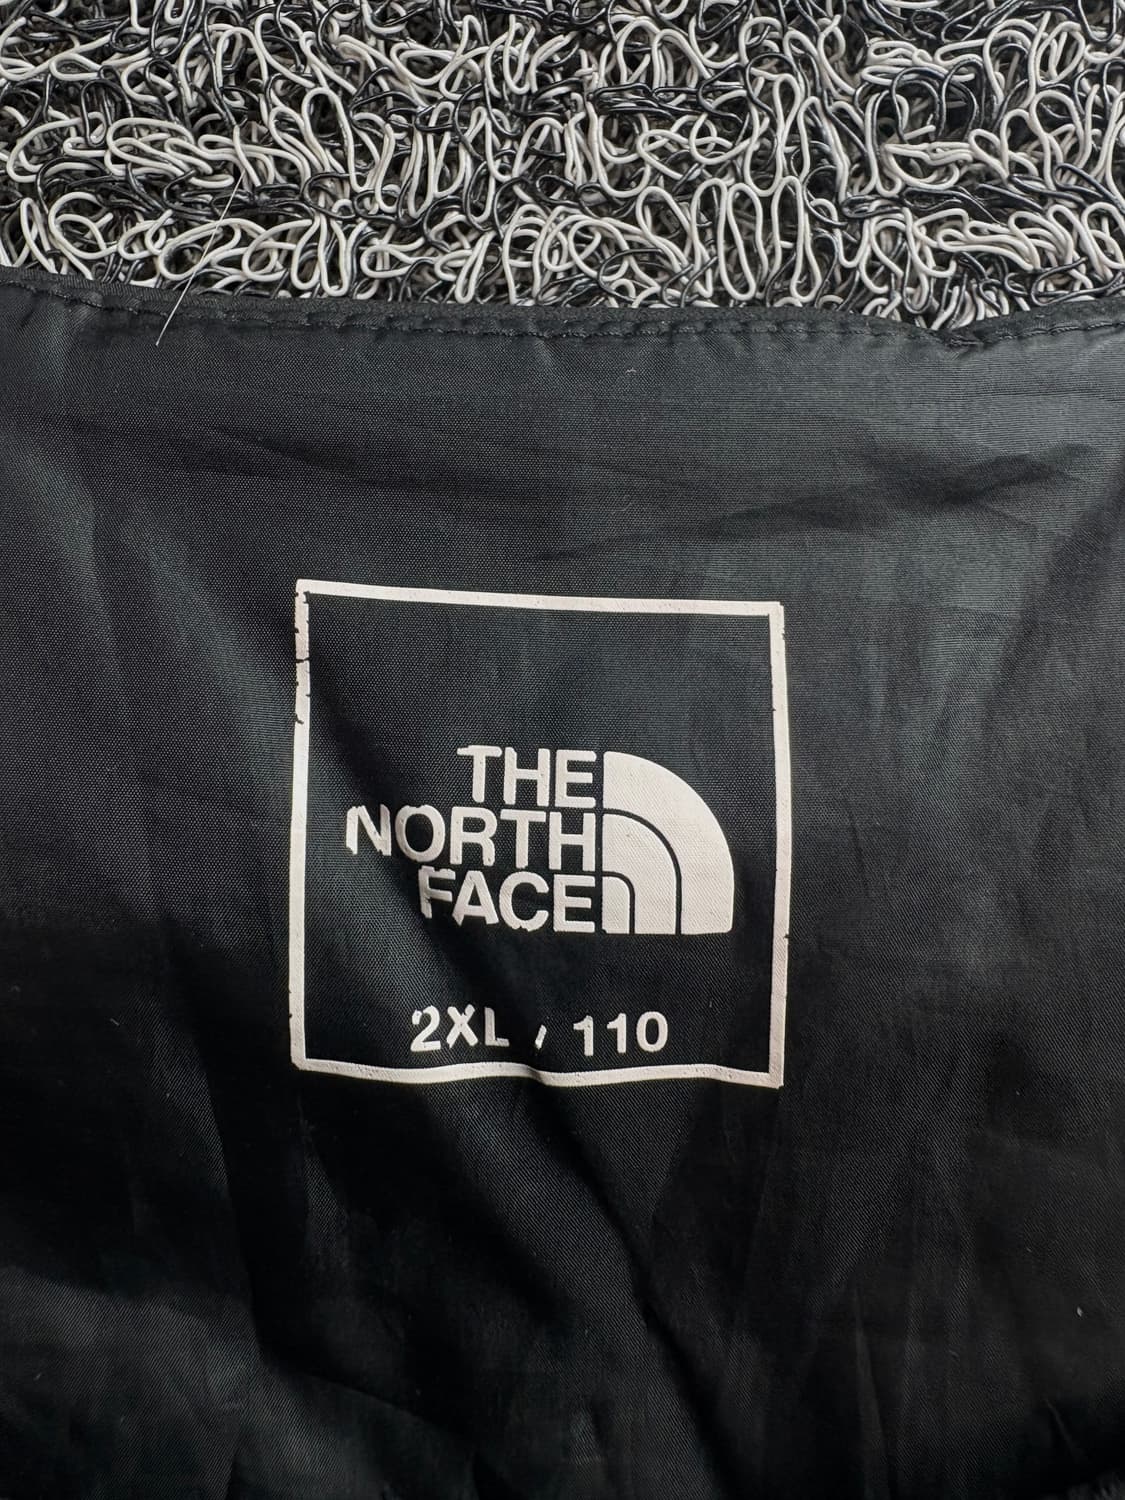 THE
NORTH
FACE
2XL / 110